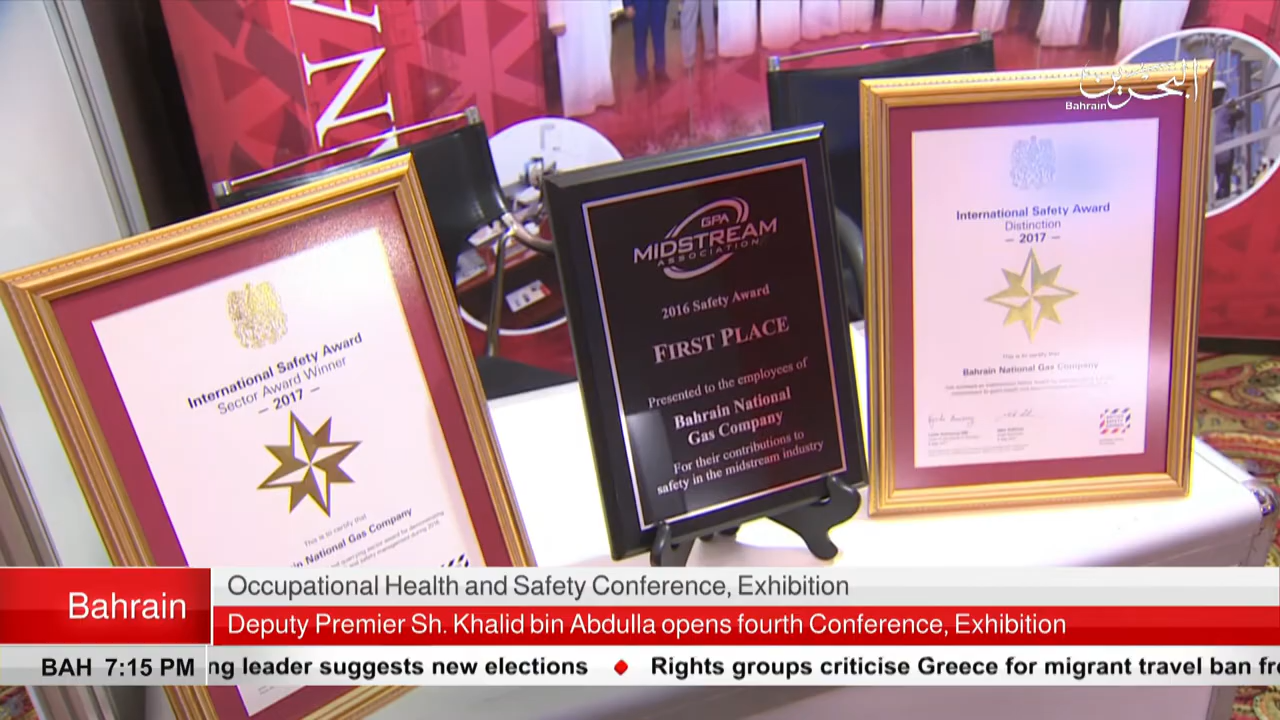 NA
البحرين
Bahrain
International Safety Award
Sector Award Winner
— 2017 —
This is to certify that
n National Gas Company
GPA
MIDSTREAM
ASSOCIATION
2016 Safety Award
FIRST PLACE
Presented to the employees of
Bahrain National
Gas Company
For their contributions to
safety in the midstream industry
International Safety Award
Distinction
— 2017 —
This is to certify that
Bahrain National Gas Company
Bahrain
Occupational Health and Safety Conference, Exhibition
Deputy Premier Sh. Khalid bin Abdulla opens fourth Conference, Exhibition
BAH 7:15 PM
ng leader suggests new elections ◆ Rights groups criticise Greece for migrant travel ban fr